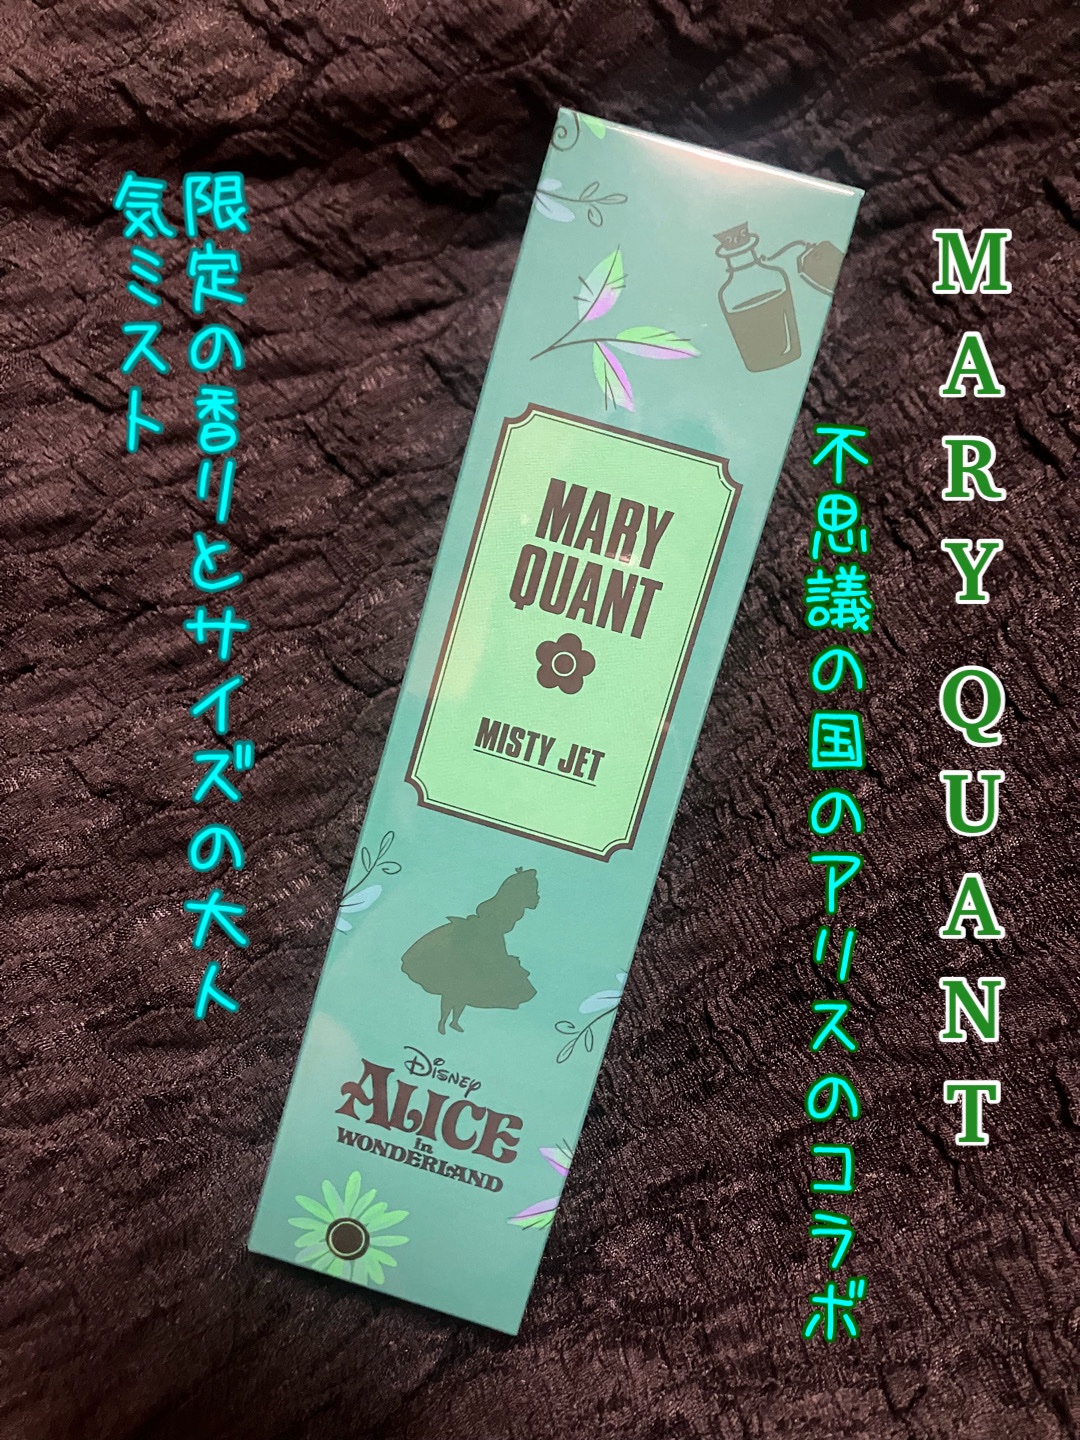 MARY QUANT
不思議の国のアリスのコラボ
限定の香りとサイズの大ト
気ミスト
MARY
QUANT
MISTY JET
Disney
ALICE
in
WONDERLAND